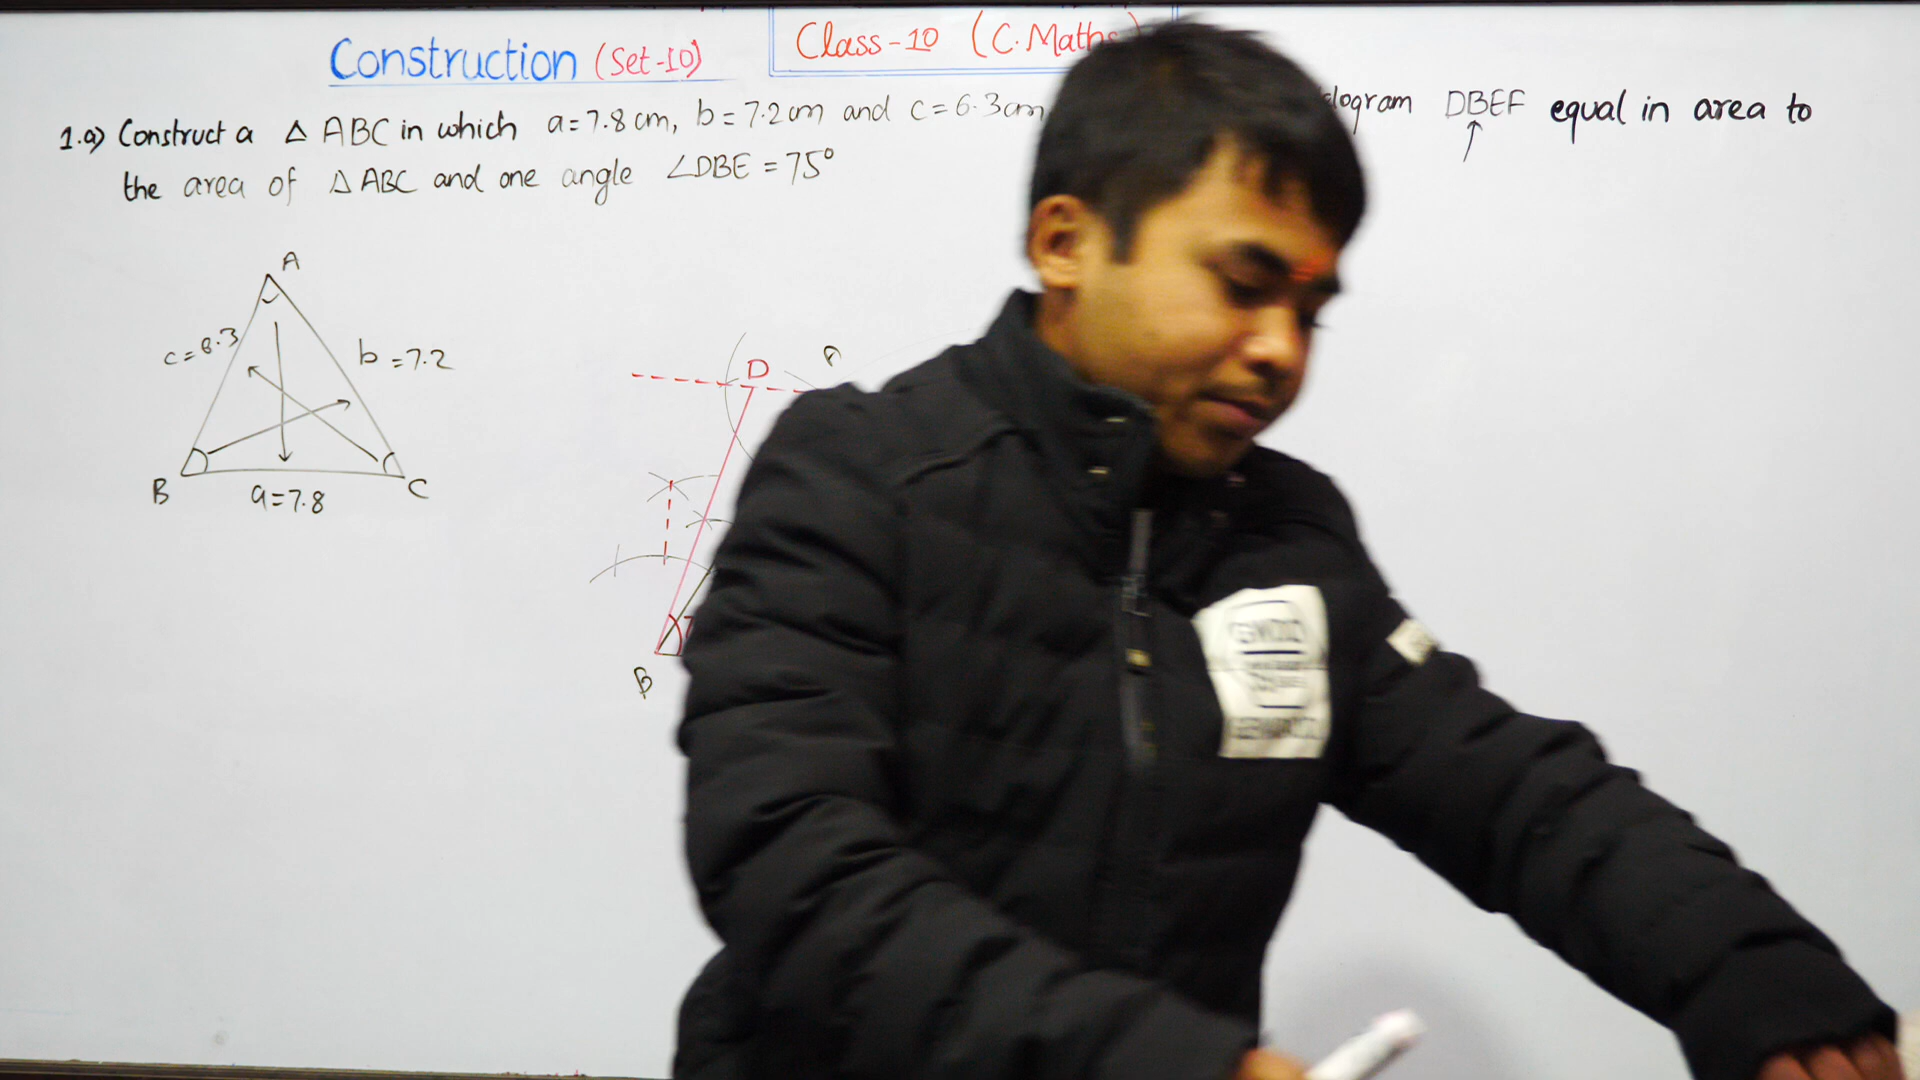 Construction (Set-10)
Class-10 (C.Maths)
1.a) Construct a △ ABC in which a=7.8 cm, b=7.2 cm and c=6.3cm DBEF equal in area to
the area of △ ABC and one angle ∠DBE = 75°
A
c=6.3
b=7.2
B
a=7.8
C
D
A
B